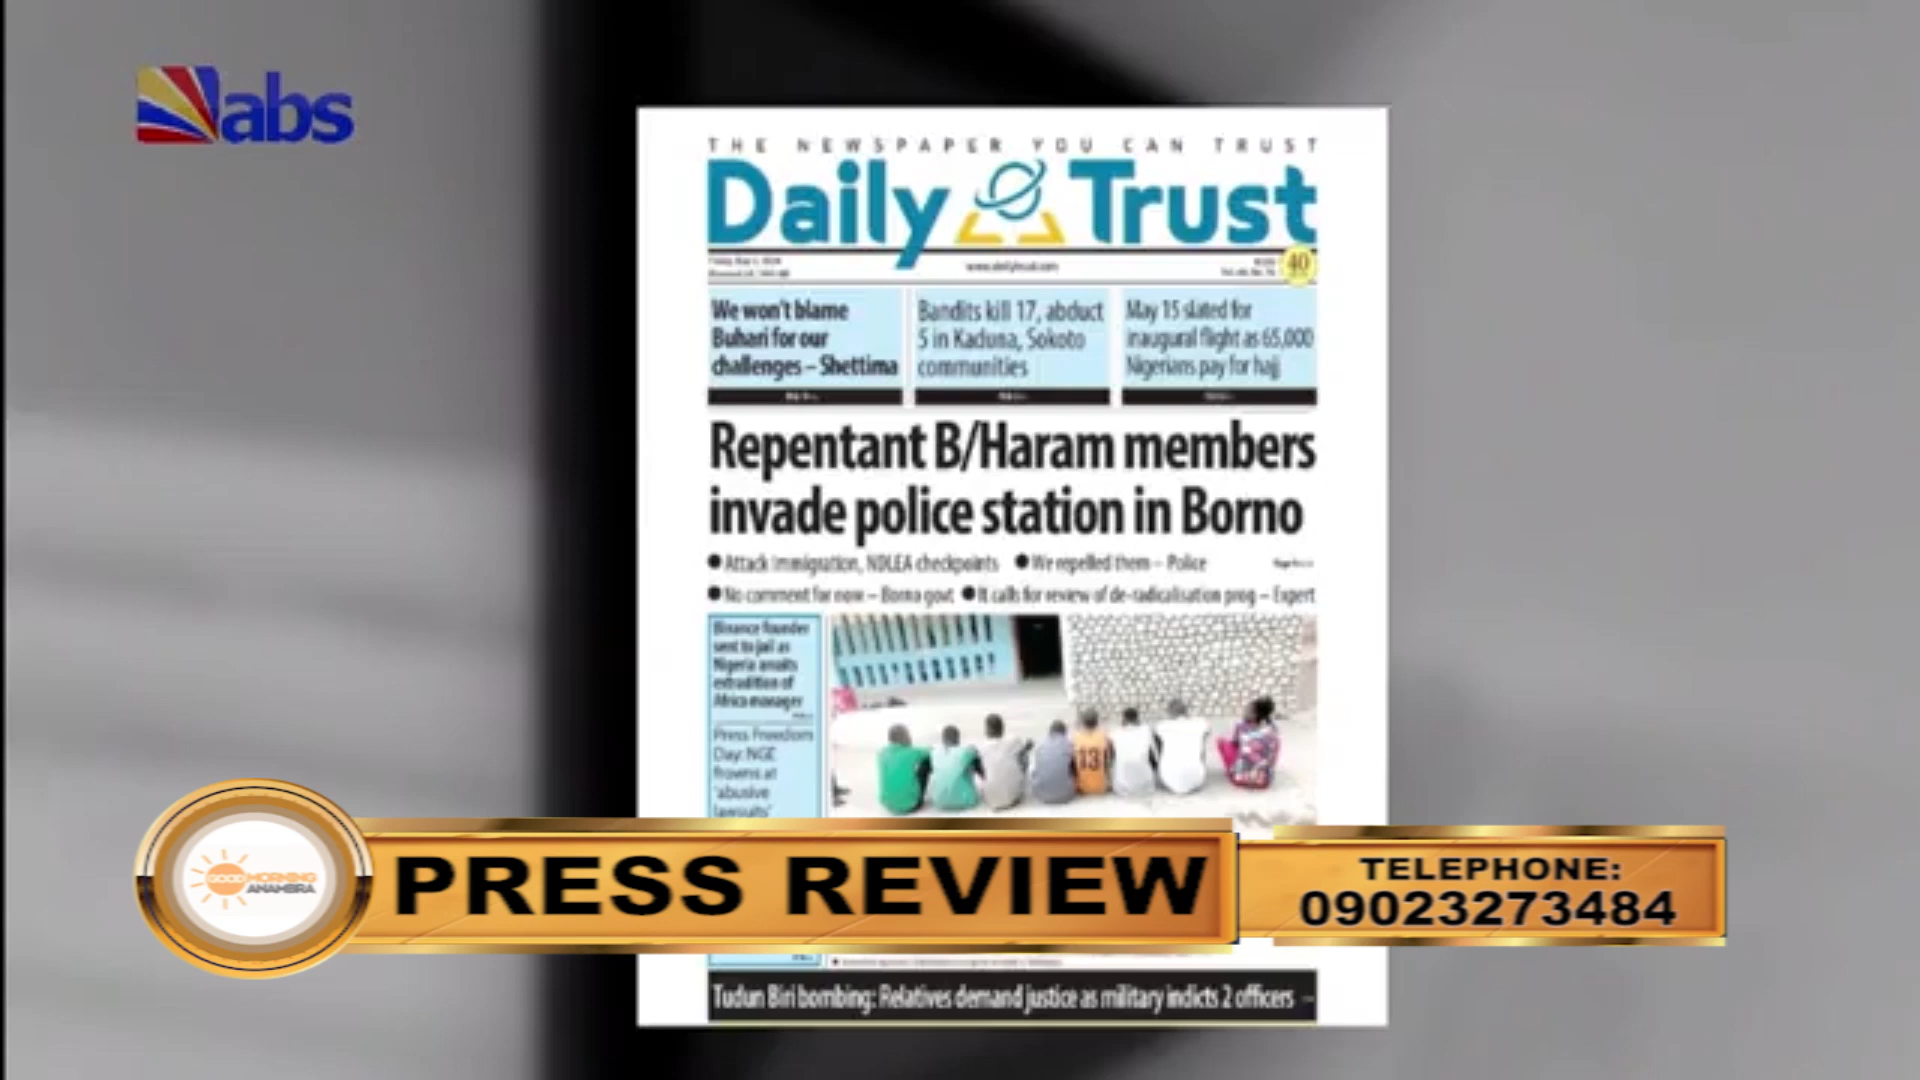 abs
THE NEWSPAPER YOU CAN TRUST
Daily Trust
www.dailytrust.com
40
We won't blame
Buhari for our
challenges – Shettima
Bandits kill 17, abduct
5 in Kaduna, Sokoto
communities
May 15 slated for
inaugural flight as 65,000
Nigerians pay for hajj
Repentant B/Haram members
invade police station in Borno
●Attack Immigration, NDLEA checkpoints ●We repelled them – Police
●No comment for now – Borno govt ●It calls for review of de-radicalisation prog – Expert
Binance founder
sent to jail as
Nigeria awaits
extradition of
Africa manager
Press Freedom
Day: NGE
frowns at
'abusive
lawsuits'
13
GOOD MORNING
ANAMBRA
PRESS REVIEW
TELEPHONE:
09023273484
Tudun Biri bombing: Relatives demand justice as military indicts 2 officers –